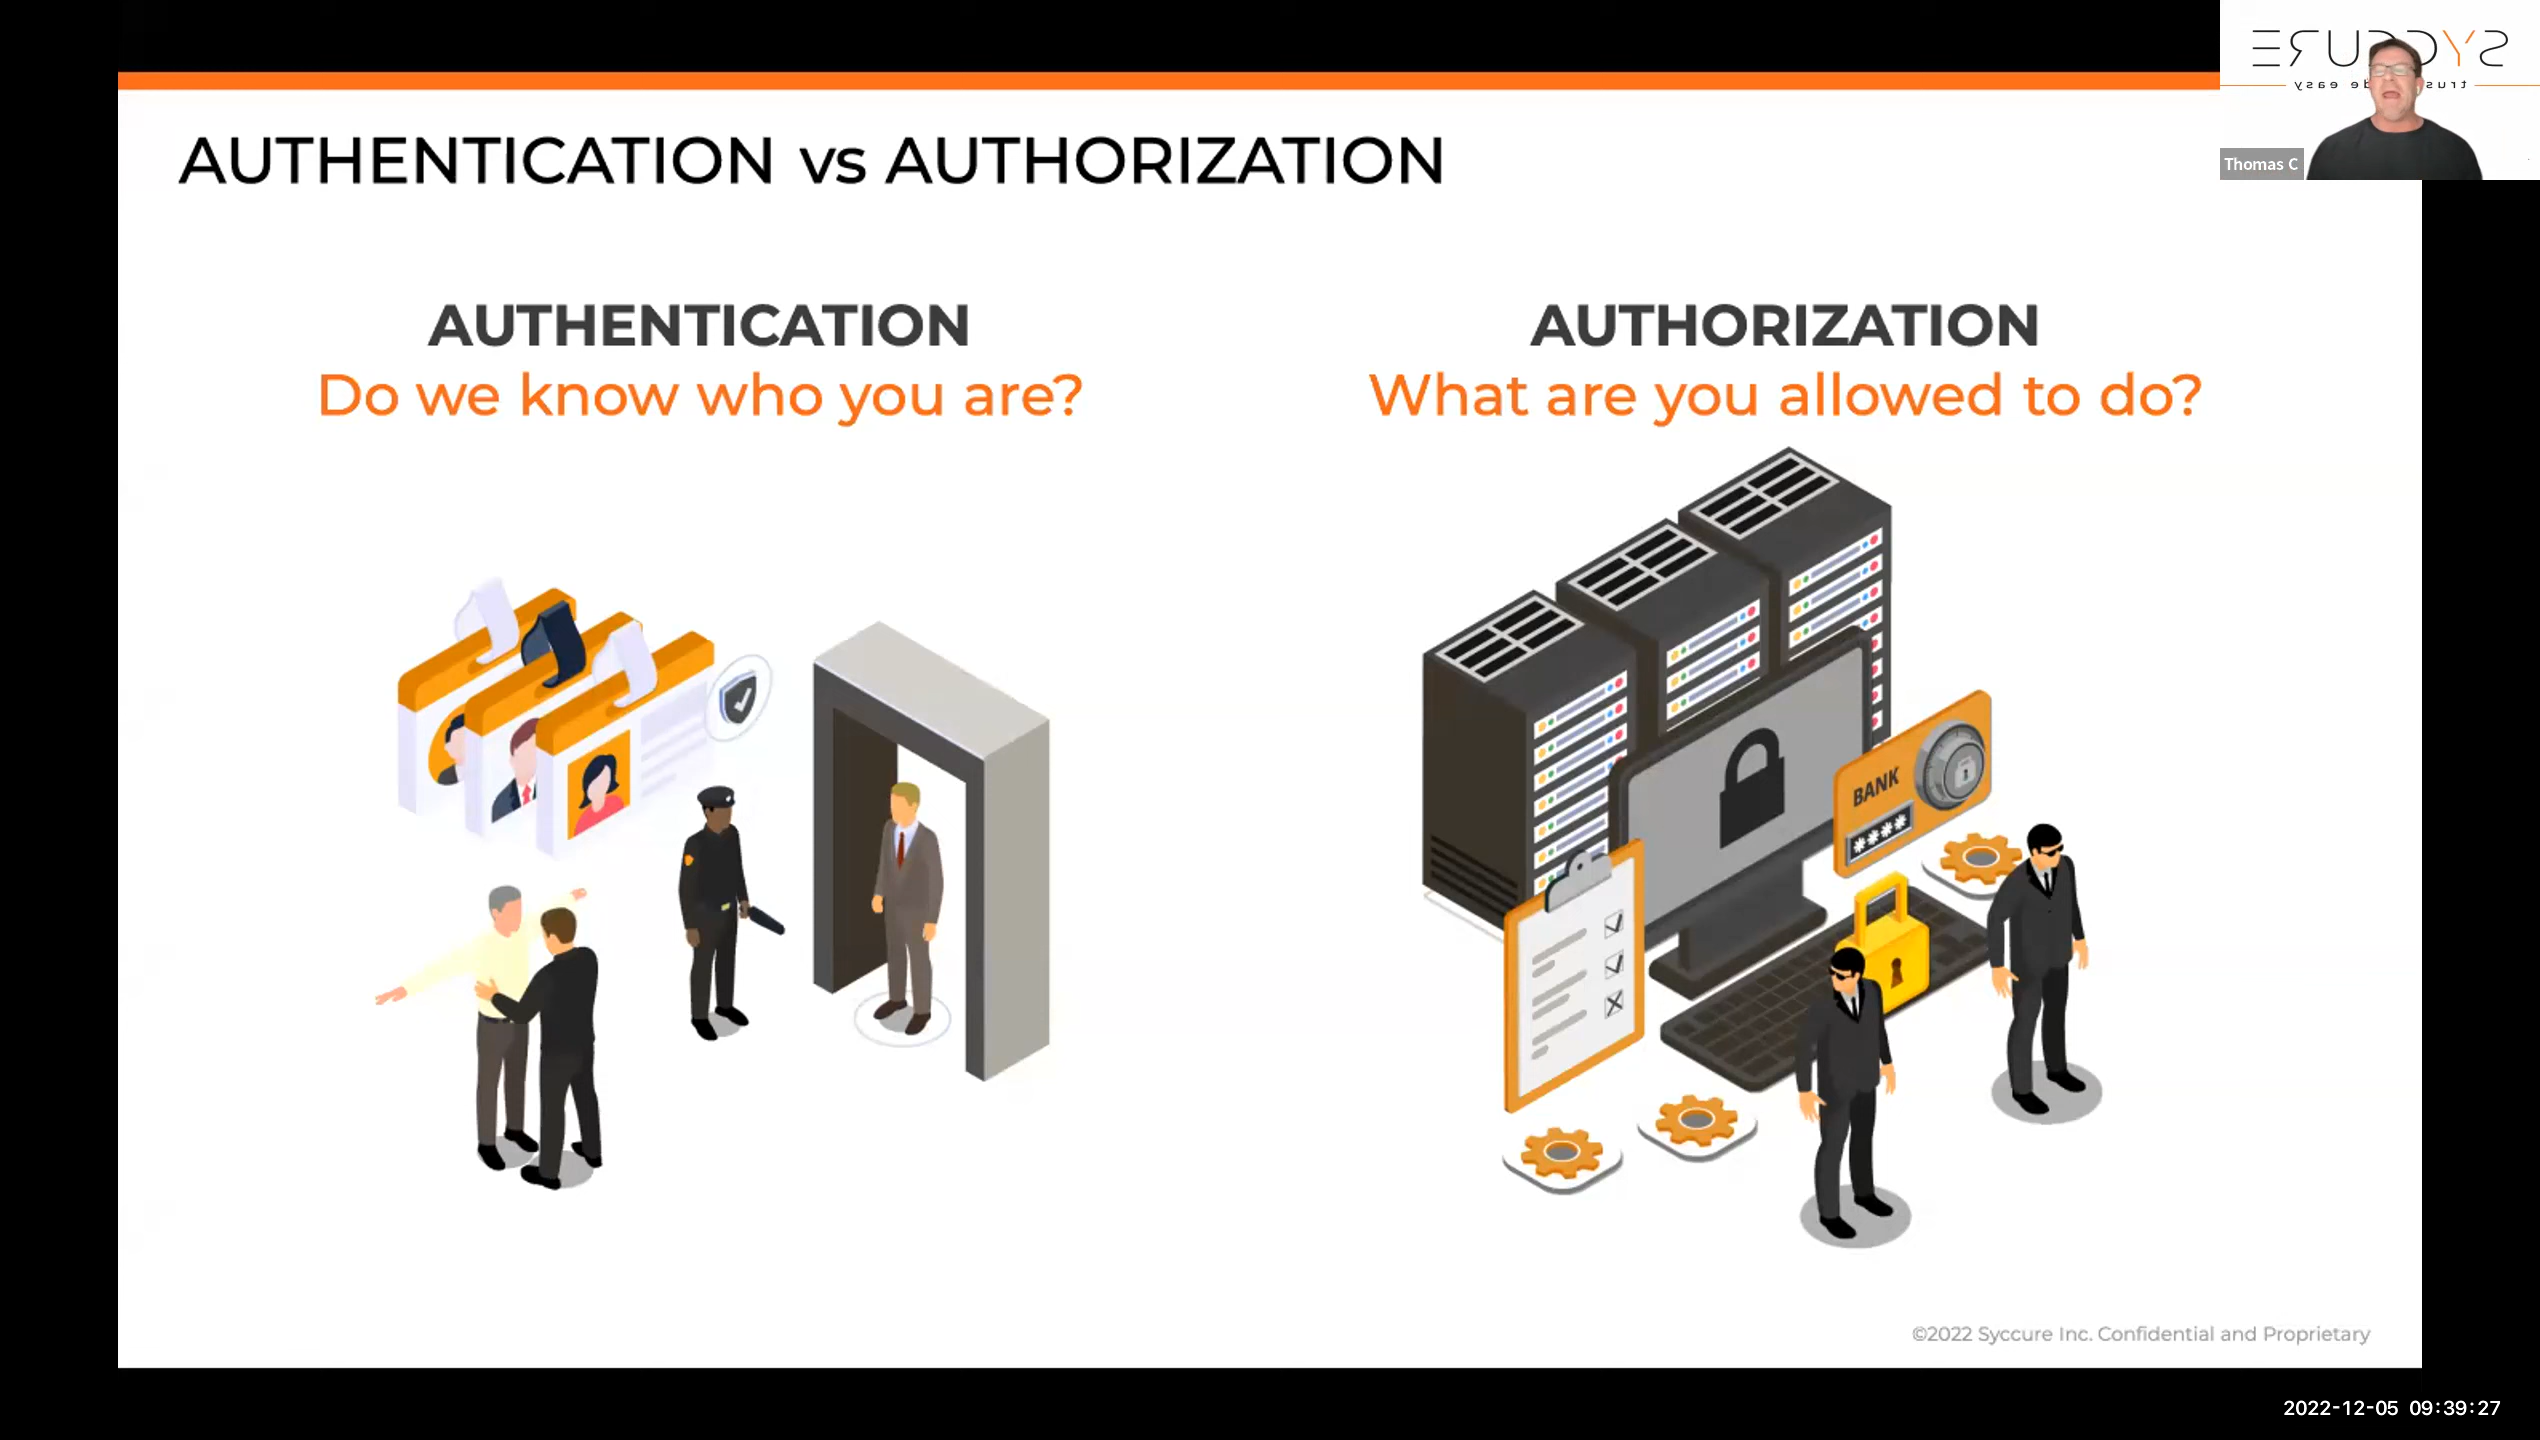 SYCCURE
AUTHENTICATION vs AUTHORIZATION
Thomas C
AUTHENTICATION
Do we know who you are?
AUTHORIZATION
What are you allowed to do?
BANK
****
©2022 Syccure Inc. Confidential and Proprietary
2022-12-05 09:39:27